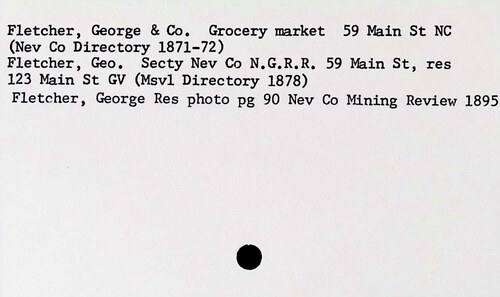 Fletcher, George & Co. Grocery market 59 Main St NC
(Nev Co Directory 1871-72)
Fletcher, Geo. Secty Nev Co N.G.R.R. 59 Main St, res
123 Main St GV (Msvl Directory 1878)
Fletcher, George Res photo pg 90 Nev Co Mining Review 1895